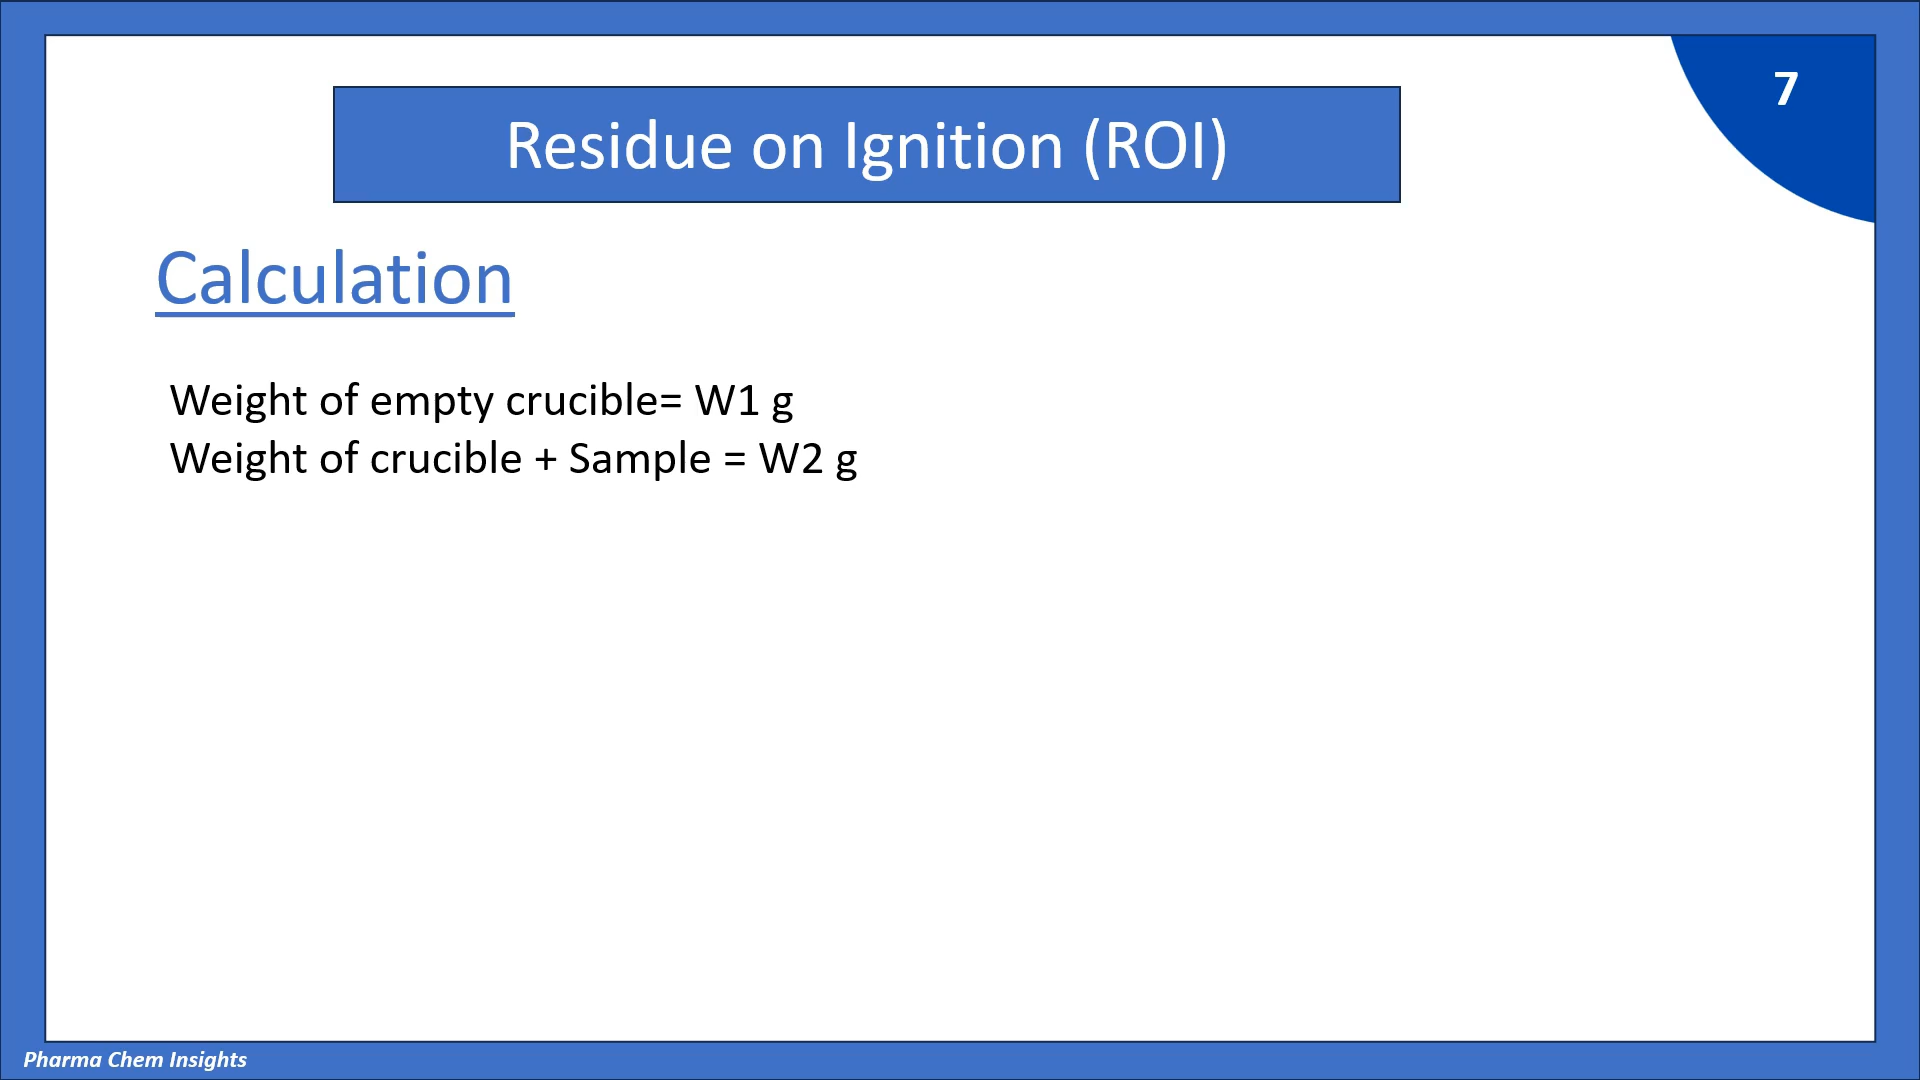 7
Residue on Ignition (ROI)
Calculation
Weight of empty crucible= W1 g
Weight of crucible + Sample = W2 g
Pharma Chem Insights